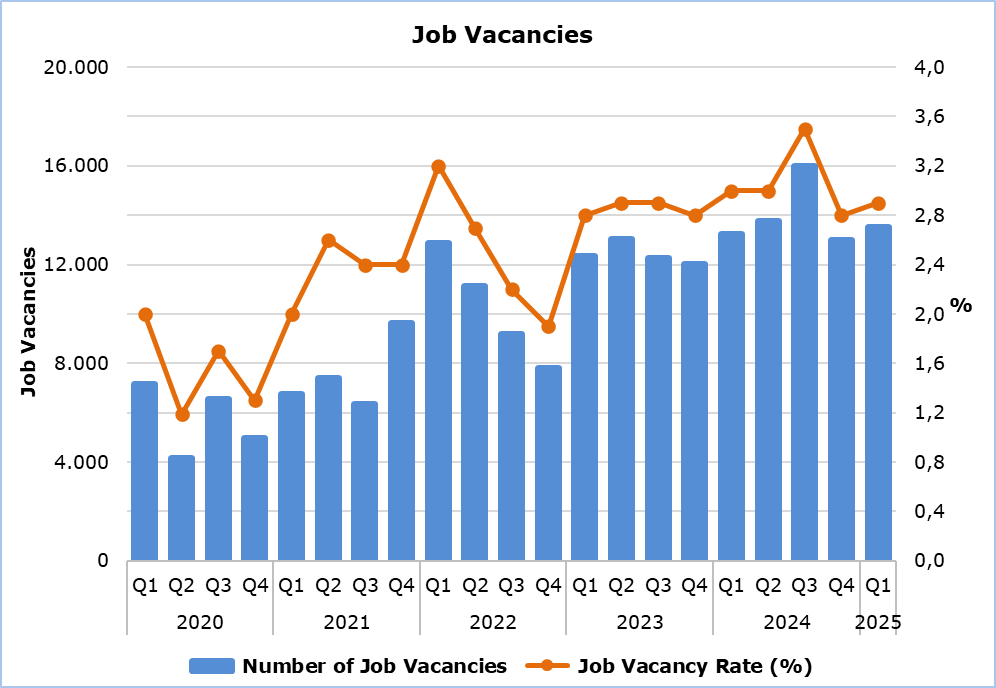 Job Vacancies
20.000 4,0
3,6
16.000 3,2
2,8
12.000 2,4
2,0
8.000 1,6
1,2
4.000 0,8
0,4
0 0,0
Job Vacancies
%
Q1 Q2 Q3 Q4 Q1 Q2 Q3 Q4 Q1 Q2 Q3 Q4 Q1 Q2 Q3 Q4 Q1 Q2 Q3 Q4 Q1
2020 2021 2022 2023 2024 2025
Number of Job Vacancies Job Vacancy Rate (%)